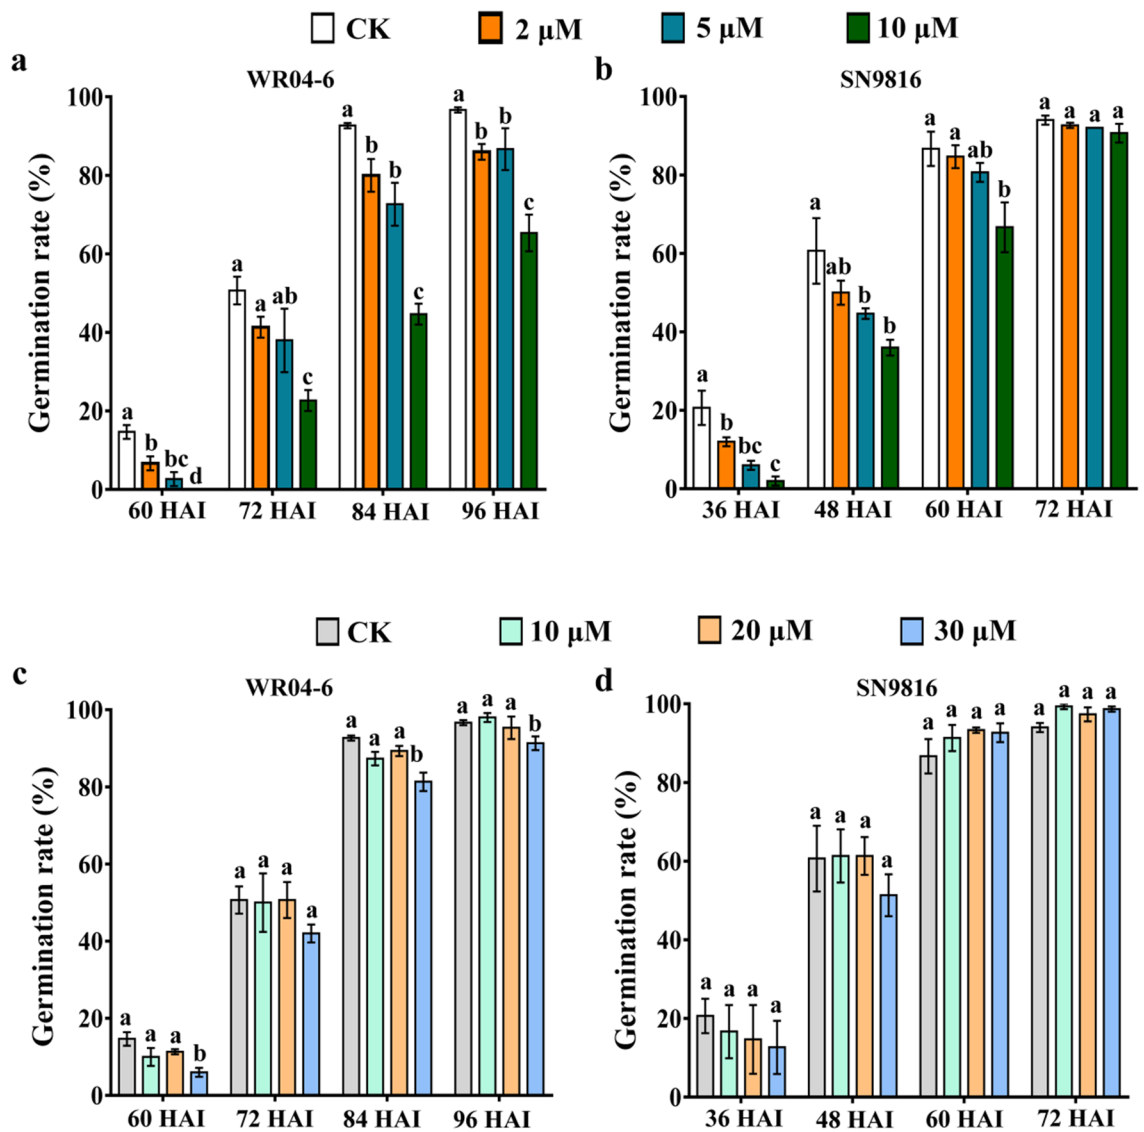 CK 2 μM 5 μM 10 μM
a
WR04-6
Germination rate (%)
100
80
60
40
20
0
a b bc d
a a ab c
a b b c
a b b c
60 HAI 72 HAI 84 HAI 96 HAI
b
SN9816
Germination rate (%)
100
80
60
40
20
0
a b bc c
a ab b b
a a ab b
a a a a
36 HAI 48 HAI 60 HAI 72 HAI
CK 10 μM 20 μM 30 μM
c
WR04-6
Germination rate (%)
100
80
60
40
20
0
a a a b
a a a a
a a a b
a a a b
60 HAI 72 HAI 84 HAI 96 HAI
d
SN9816
Germination rate (%)
100
80
60
40
20
0
a a a a
a a a a
a a a a
a a a a
36 HAI 48 HAI 60 HAI 72 HAI